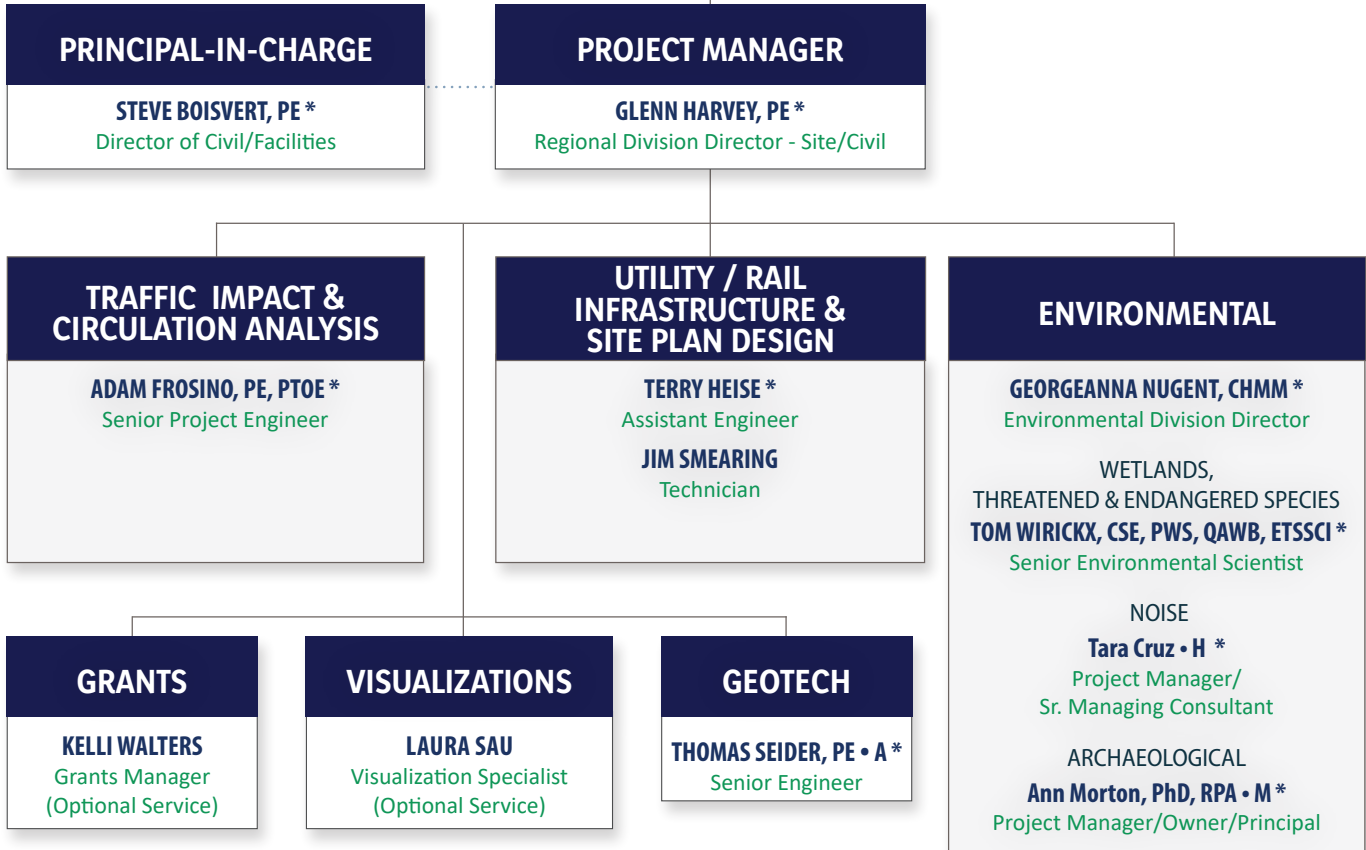 PRINCIPAL-IN-CHARGE
STEVE BOISVERT, PE *
Director of Civil/Facilities
PROJECT MANAGER
GLENN HARVEY, PE *
Regional Division Director - Site/Civil
TRAFFIC IMPACT &
CIRCULATION ANALYSIS
ADAM FROSINO, PE, PTOE *
Senior Project Engineer
UTILITY / RAIL
INFRASTRUCTURE &
SITE PLAN DESIGN
TERRY HEISE *
Assistant Engineer
JIM SMEARING
Technician
ENVIRONMENTAL
GEORGEANNA NUGENT, CHMM *
Environmental Division Director
WETLANDS,
THREATENED & ENDANGERED SPECIES
TOM WIRICKX, CSE, PWS, QAWB, ETSSCI *
Senior Environmental Scientist
NOISE
Tara Cruz • H *
Project Manager/
Sr. Managing Consultant
ARCHAEOLOGICAL
Ann Morton, PhD, RPA • M *
Project Manager/Owner/Principal
GRANTS
KELLI WALTERS
Grants Manager
(Optional Service)
VISUALIZATIONS
LAURA SAU
Visualization Specialist
(Optional Service)
GEOTECH
THOMAS SEIDER, PE • A *
Senior Engineer